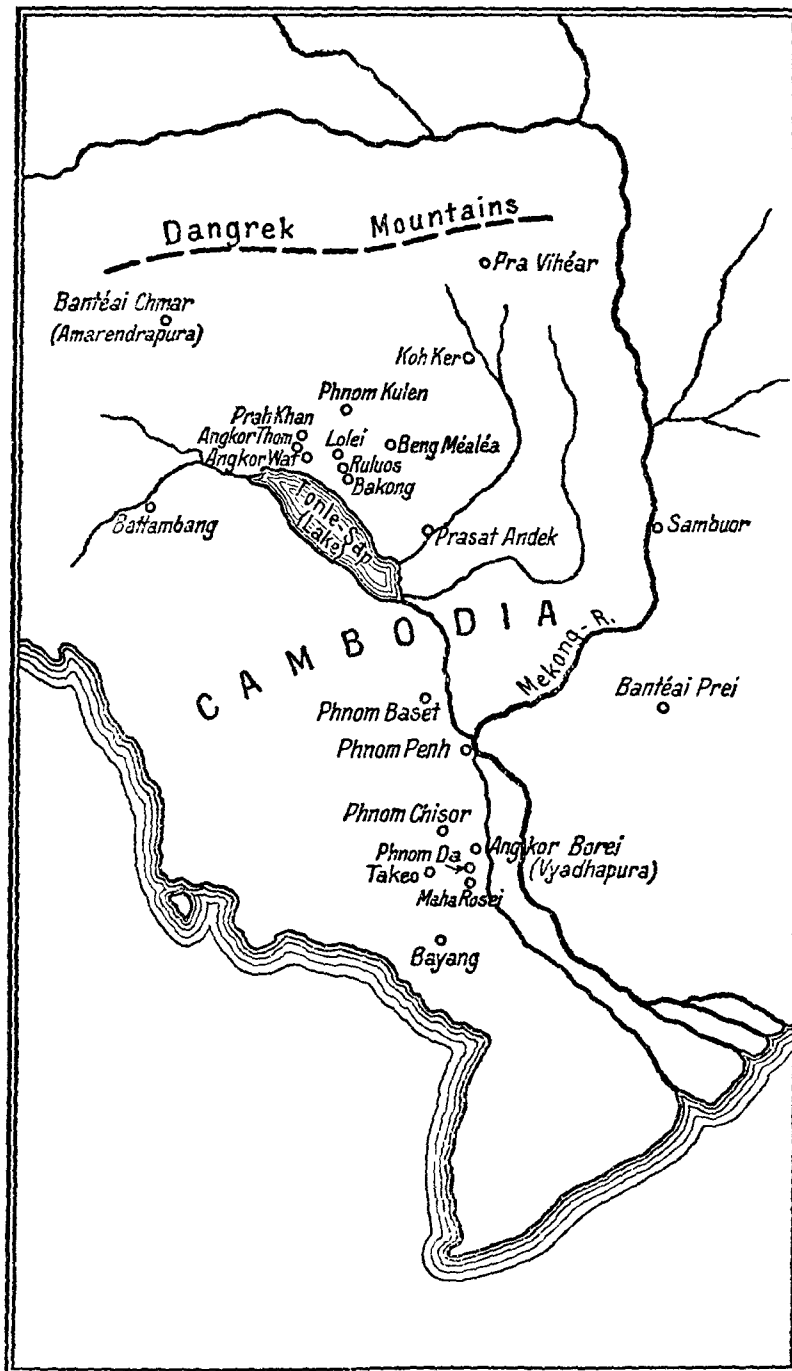 Dangrek Mountains
Pra Vihéar
Bantéai Chmar
(Amarendrapura)
Koh Ker
Phnom Kulen
Prah Khan
Angkor Thom
Lolei
Beng Méaléa
Angkor Wat
Ruluos
Bakong
Tonle-Sap
(Lake)
Battambang
Prasat Andek
Sambuor
CAMBODIA
Mekong-R.
Bantéai Prei
Phnom Baset
Phnom Penh
Phnom Chisor
Angkor Borei
(Vyadhapura)
Phnom Da
Takeo
Maha Rosei
Bayang